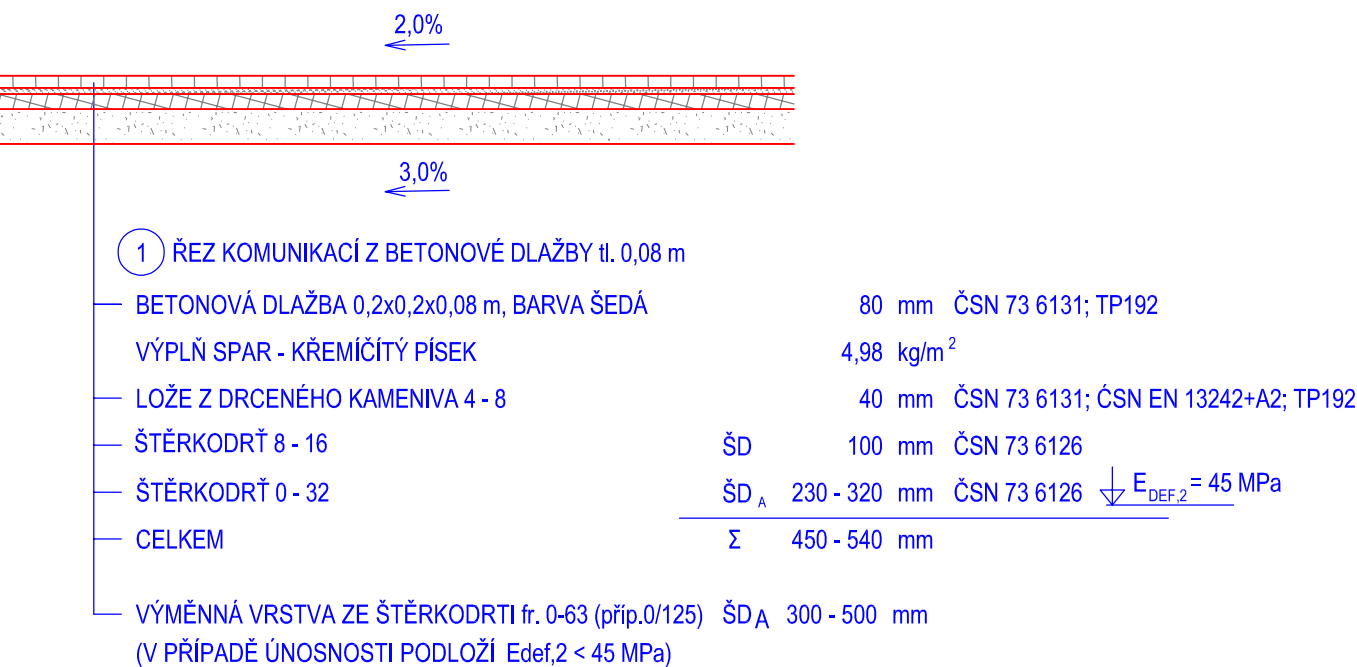 2,0%
3,0%
1 ŘEZ KOMUNIKACÍ Z BETONOVÉ DLAŽBY tl. 0,08 m
BETONOVÁ DLAŽBA 0,2x0,2x0,08 m, BARVA ŠEDÁ 80 mm ČSN 73 6131; TP192
VÝPLŇ SPAR - KŘEMÍČÍTÝ PÍSEK 4,98 kg/m²
LOŽE Z DRCENÉHO KAMENIVA 4 - 8 40 mm ČSN 73 6131; ĆSN EN 13242+A2; TP192
ŠTĚRKODRŤ 8 - 16 ŠD 100 mm ČSN 73 6126
ŠTĚRKODRŤ 0 - 32 ŠD A 230 - 320 mm ČSN 73 6126 E DEF,2 = 45 MPa
CELKEM Σ 450 - 540 mm
VÝMĚNNÁ VRSTVA ZE ŠTĚRKODRTI fr. 0-63 (příp.0/125) ŠD A 300 - 500 mm
(V PŘÍPADĚ ÚNOSNOSTI PODLOŽÍ Edef,2 < 45 MPa)